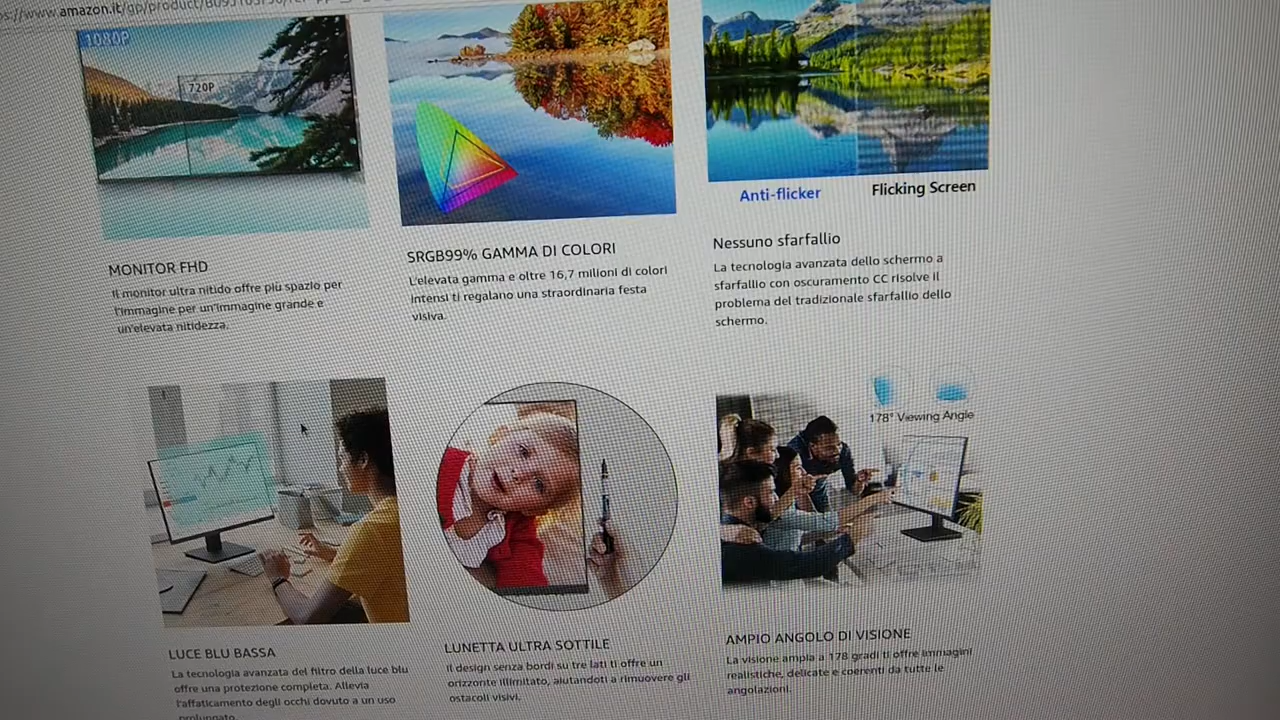 www.amazon.it/gp/product/
1080P
720P
Anti-flicker
Flicking Screen
MONITOR FHD
Il monitor ultra nitido offre più spazio per
l'immagine per un'immagine grande e
un'elevata nitidezza.
SRGB99% GAMMA DI COLORI
L'elevata gamma e oltre 16,7 milioni di colori
intensi ti regalano una straordinaria festa
visiva.
Nessuno sfarfallio
La tecnologia avanzata dello schermo a
sfarfallio con oscuramento CC risolve il
problema del tradizionale sfarfallio dello
schermo.
178° Viewing Angle
LUCE BLU BASSA
La tecnologia avanzata del filtro della luce blu
offre una protezione completa. Allevia
l'affaticamento degli occhi dovuto a un uso
prolungato.
LUNETTA ULTRA SOTTILE
Il design senza bordi su tre lati ti offre un
orizzonte illimitato, aiutandoti a rimuovere gli
ostacoli visivi.
AMPIO ANGOLO DI VISIONE
La visione ampia a 178 gradi ti offre immagini
realistiche, delicate e coerenti da tutte le
angolazioni.